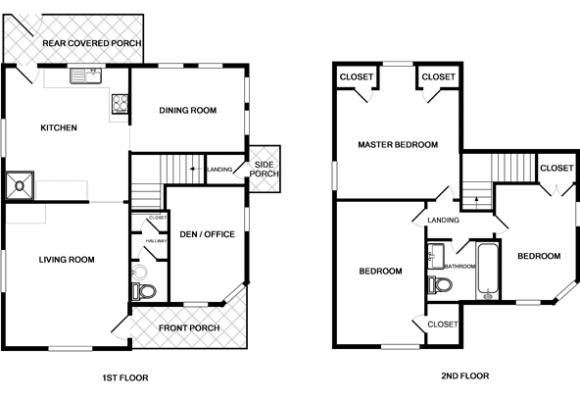 REAR COVERED PORCH
KITCHEN
DINING ROOM
LANDING
SIDE
PORCH
CLOSET
HALLWAY
DEN / OFFICE
LIVING ROOM
FRONT PORCH
1ST FLOOR
CLOSET
CLOSET
MASTER BEDROOM
CLOSET
LANDING
BEDROOM
BATHROOM
BEDROOM
CLOSET
2ND FLOOR